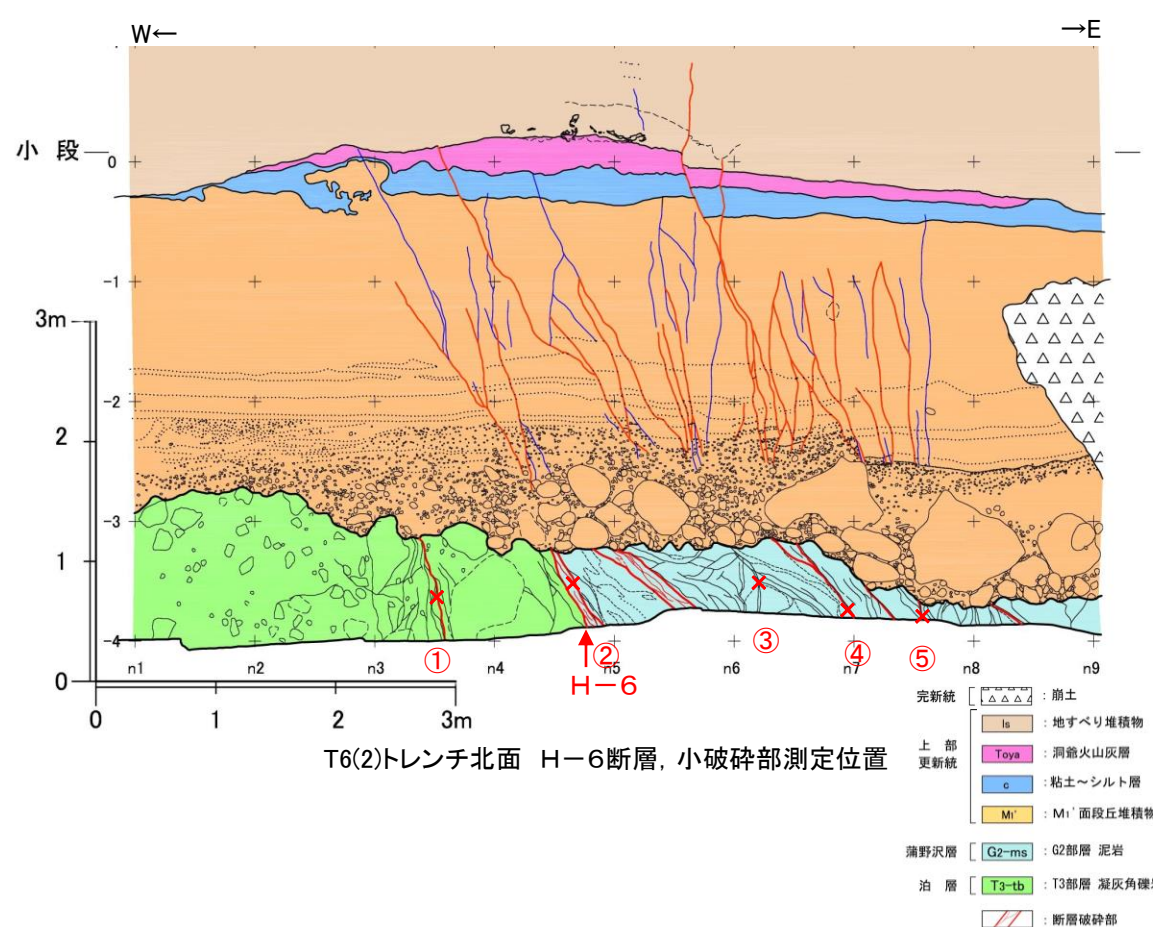 W← →E
小 段
0
-1
3m
-2
2
-3
1
-4
n1 n2 n3 ① n4 ② n5 n6 ③ ④ n7 ⑤ n8 n9
0
H－6
0 1 2 3m
T6(2)トレンチ北面　H－6断層，小破砕部測定位置
完新統 ：崩土
上 部
更新統
ls ：地すべり堆積物
Toya ：洞爺火山灰層
c ：粘土～シルト層
M1' ：M1'面段丘堆積物
蒲野沢層 G2-ms ：G2部層 泥岩
泊 層 T3-tb ：T3部層 凝灰角礫
：断層破砕部